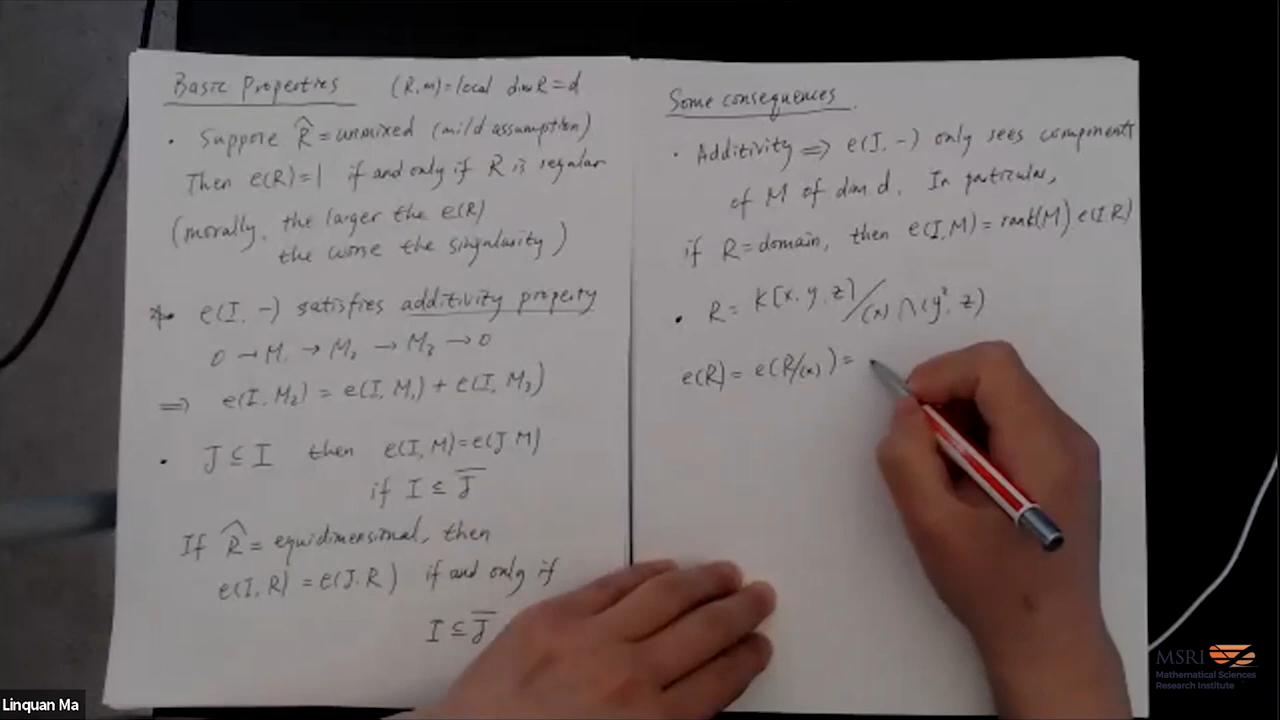 Basic Properties (R,m)=local dim R=d
• Suppose R̂=unmixed (mild assumption)
Then e(R)=1 if and only if R is regular
(morally, the larger the e(R)
the worse the singularity)
* e(I,-) satisfies additivity property
0→M₁→M₂→M₃→0
⇒ e(I,M₂)=e(I,M₁)+e(I,M₃)
• J⊆I then e(I,M)=e(J,M)
if I⊆J̄
If R̂=equidimensional, then
e(I,R)=e(J,R) if and only if
I⊆J̄
Some consequences.
• Additivity ⇒ e(I,-) only sees components
of M of dim d. In particular,
if R=domain, then e(I,M)=rank(M) e(I,R)
• R= K[x,y,z]/(x)∩(y²,z)
e(R)= e(R/(x))=
MSRI
Mathematical Sciences
Research Institute
Linquan Ma